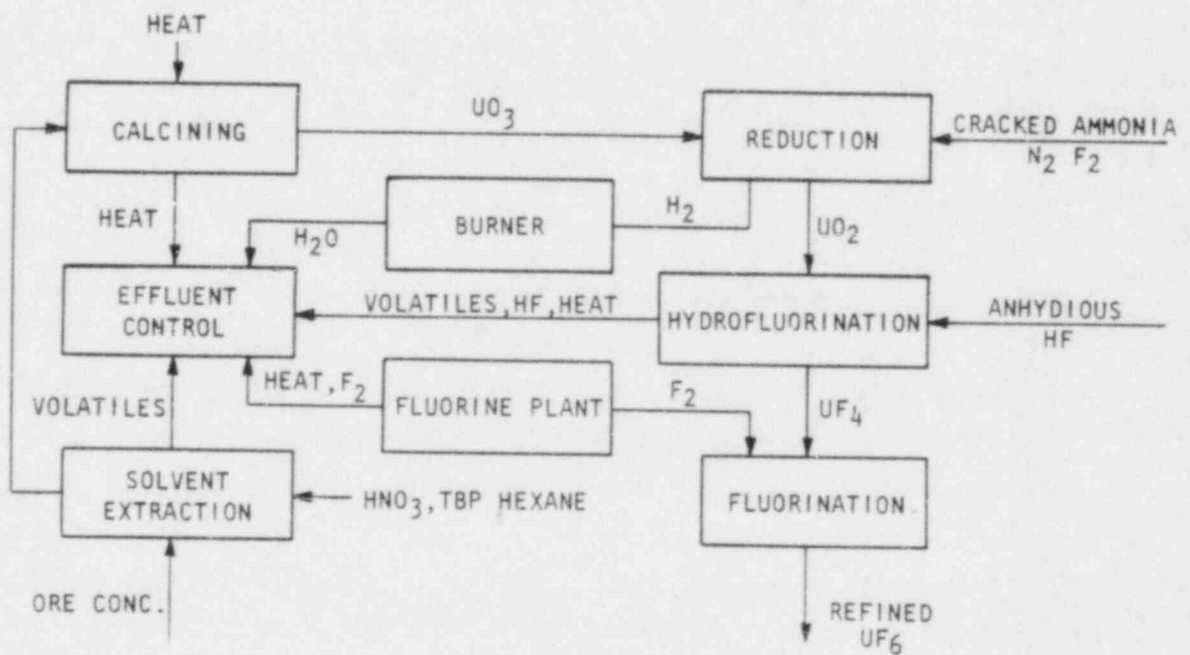 HEAT
CALCINING
UO3
REDUCTION
CRACKED AMMONIA
N2 F2
HEAT
H2O
BURNER
H2
UO2
EFFLUENT
CONTROL
VOLATILES,HF,HEAT
HYDROFLUORINATION
ANHYDIOUS
HF
VOLATILES
HEAT,F2
FLUORINE PLANT
F2
UF4
SOLVENT
EXTRACTION
HNO3,TBP HEXANE
FLUORINATION
ORE CONC.
REFINED
UF6